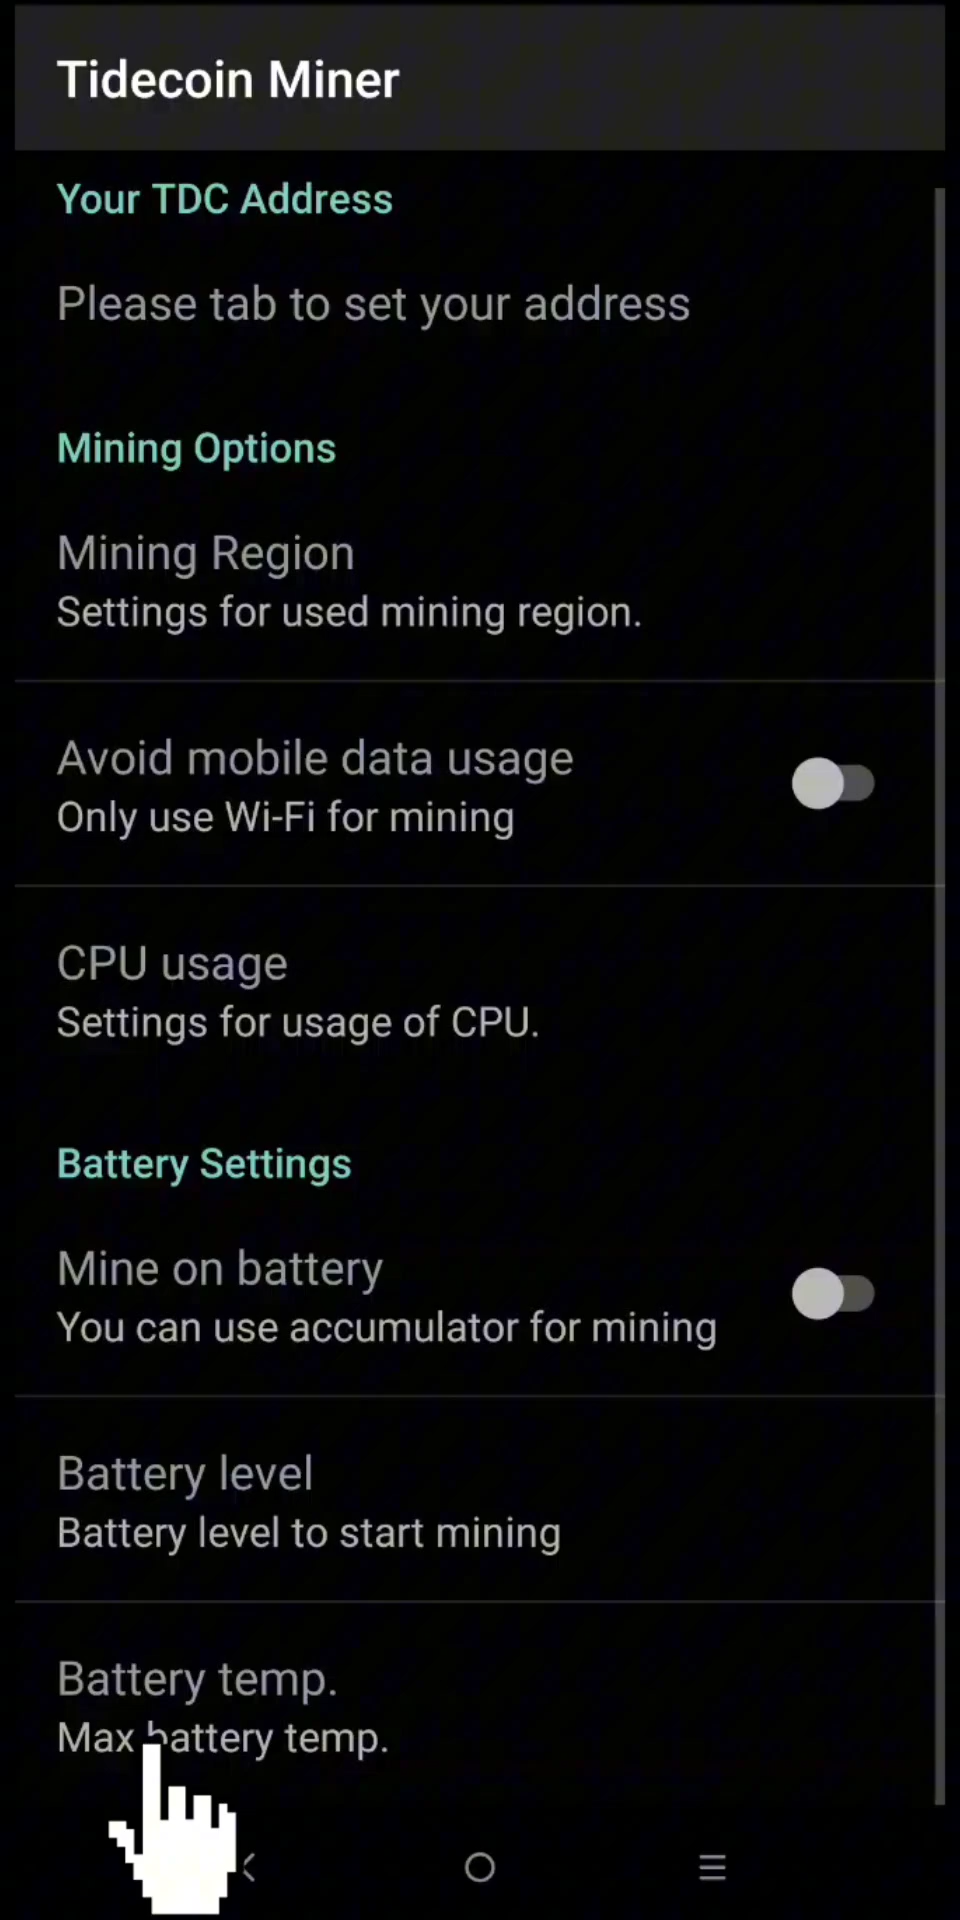 Tidecoin Miner
Your TDC Address
Please tab to set your address
Mining Options
Mining Region
Settings for used mining region.
Avoid mobile data usage
Only use Wi-Fi for mining
CPU usage
Settings for usage of CPU.
Battery Settings
Mine on battery
You can use accumulator for mining
Battery level
Battery level to start mining
Battery temp.
Max battery temp.